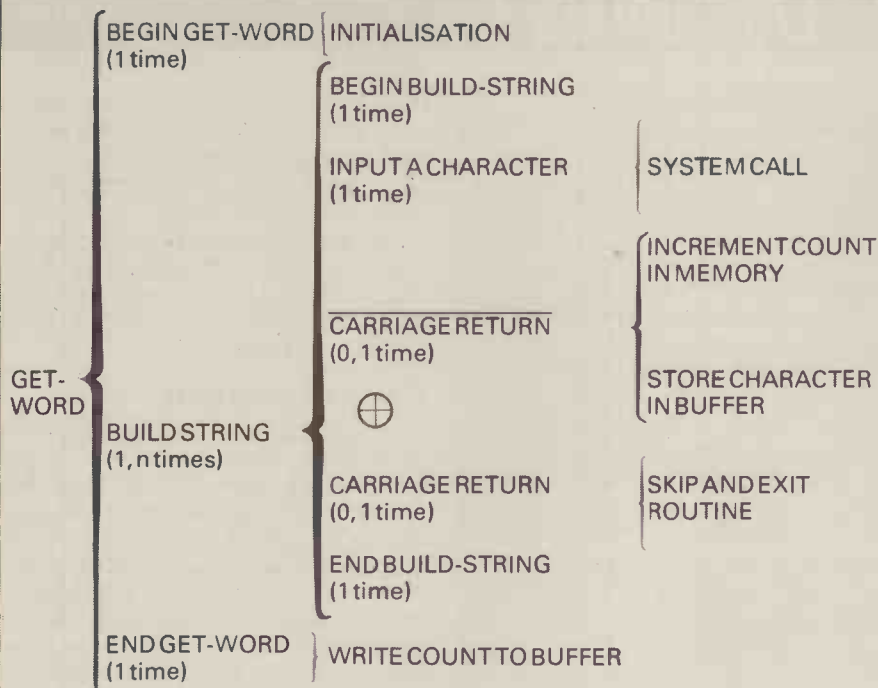 BEGIN GET-WORD
(1 time)
INITIALISATION
BEGIN BUILD-STRING
(1 time)
INPUT A CHARACTER
(1 time)
SYSTEM CALL
INCREMENT COUNT
IN MEMORY
CARRIAGE RETURN
(0,1 time)
STORE CHARACTER
IN BUFFER
GET-
WORD
BUILD STRING
(1,n times)
CARRIAGE RETURN
(0,1 time)
SKIP AND EXIT
ROUTINE
END BUILD-STRING
(1 time)
END GET-WORD
(1 time)
WRITE COUNT TO BUFFER